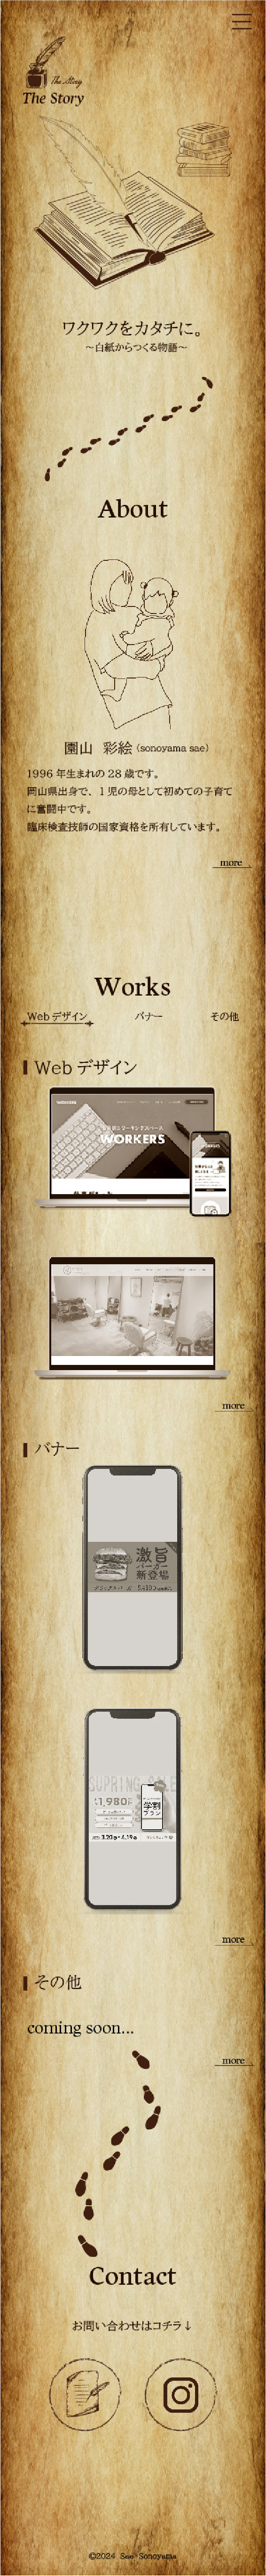 The Story
The Story
ワクワクをカタチに。
～白紙からつくる物語～
About
園山 彩絵 (sonoyama sae)
1996 年生まれの 28 歳です。
岡山県出身で、1 児の母として初めての子育て
に奮闘中です。
臨床検査技師の国家資格を所有しています。
more
Works
Web デザイン バナー その他
Web デザイン
WORKERS
more
バナー
激旨
バーガー
新登場
1,980円
学割
プラン
more
その他
coming soon...
more
Contact
お問い合わせはコチラ↓
©2024 Sae Sonoyama